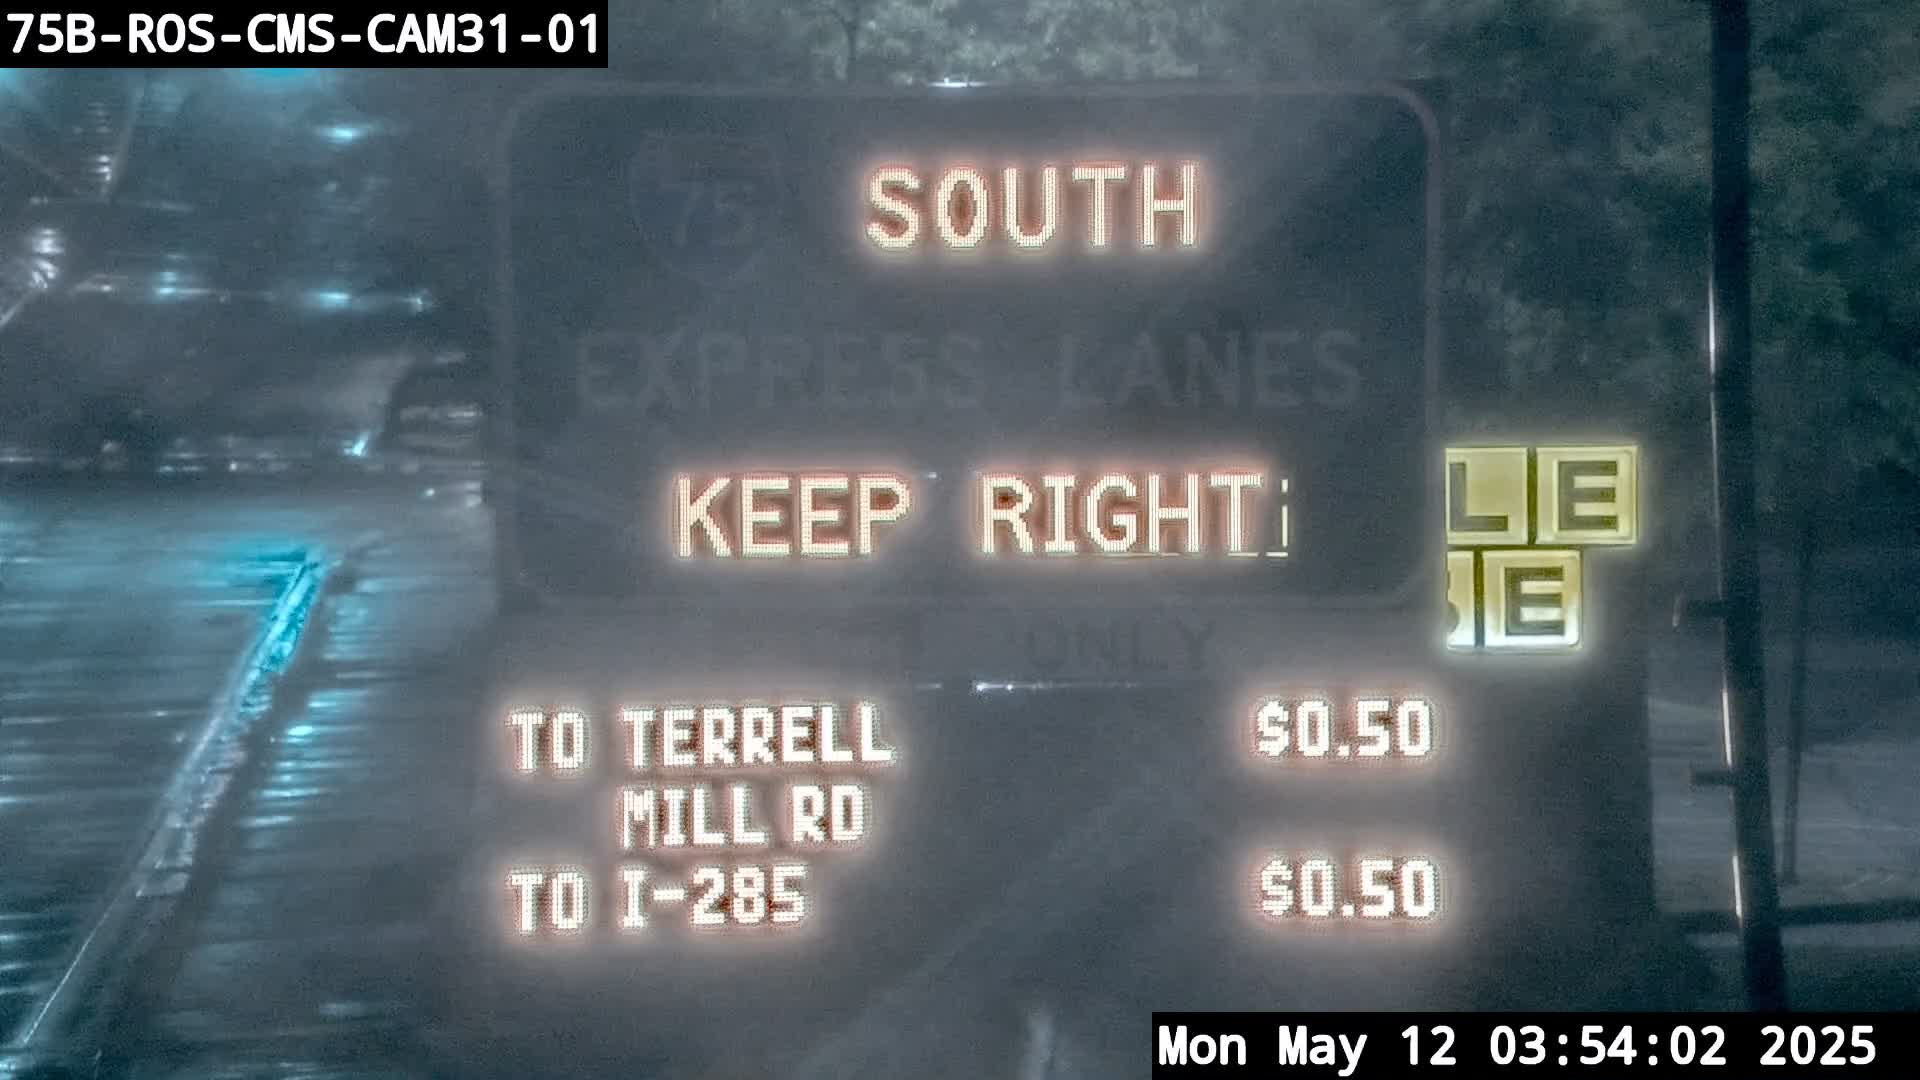 75B-ROS-CMS-CAM31-01
75 SOUTH
EXPRESS LANES
KEEP RIGHT
LE
E
ONLY
TO TERRELL $0.50
MILL RD
TO I-285 $0.50
Mon May 12 03:54:02 2025